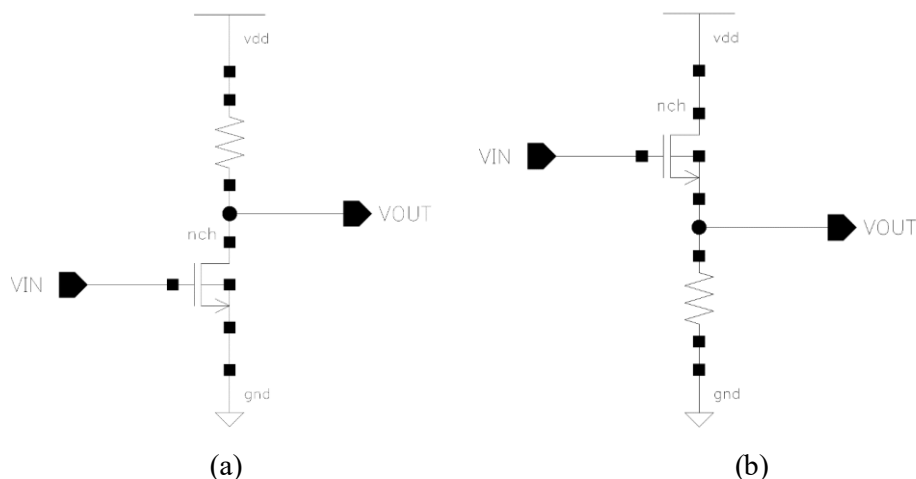 vdd
nch
VIN
VOUT
gnd
(a)
vdd
nch
VIN
VOUT
gnd
(b)